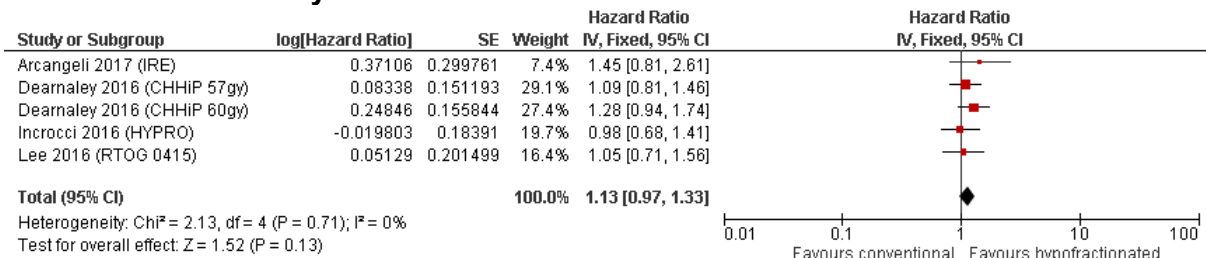 Hazard Ratio Hazard Ratio
Study or Subgroup log[Hazard Ratio] SE Weight IV, Fixed, 95% CI IV, Fixed, 95% CI
Arcangeli 2017 (IRE) 0.37106 0.299761 7.4% 1.45 [0.81, 2.61]
Dearnaley 2016 (CHHiP 57gy) 0.08338 0.151193 29.1% 1.09 [0.81, 1.46]
Dearnaley 2016 (CHHiP 60gy) 0.24846 0.155844 27.4% 1.28 [0.94, 1.74]
Incrocci 2016 (HYPRO) -0.019803 0.18391 19.7% 0.98 [0.68, 1.41]
Lee 2016 (RTOG 0415) 0.05129 0.201499 16.4% 1.05 [0.71, 1.56]
Total (95% CI) 100.0% 1.13 [0.97, 1.33]
Heterogeneity: Chi² = 2.13, df = 4 (P = 0.71); I² = 0%
Test for overall effect: Z = 1.52 (P = 0.13)
0.01 0.1 1 10 100
Favours conventional Favours hypofractionated